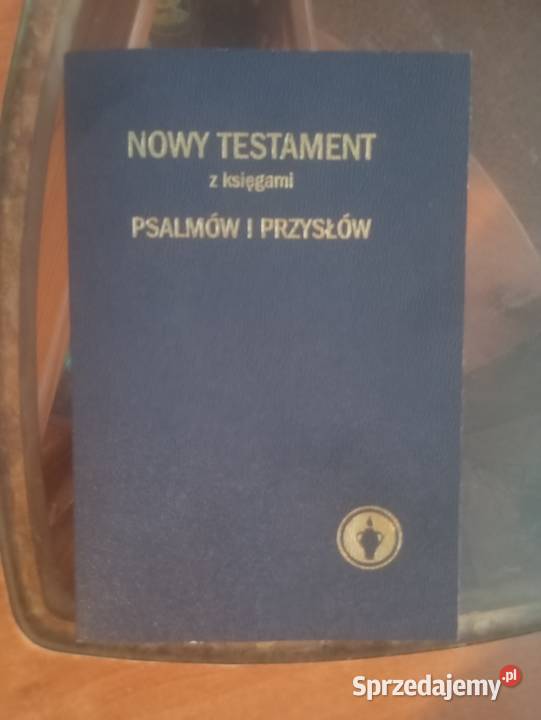 NOWY TESTAMENT
z księgami
PSALMÓW I PRZYSŁÓW
Sprzedajemy.pl